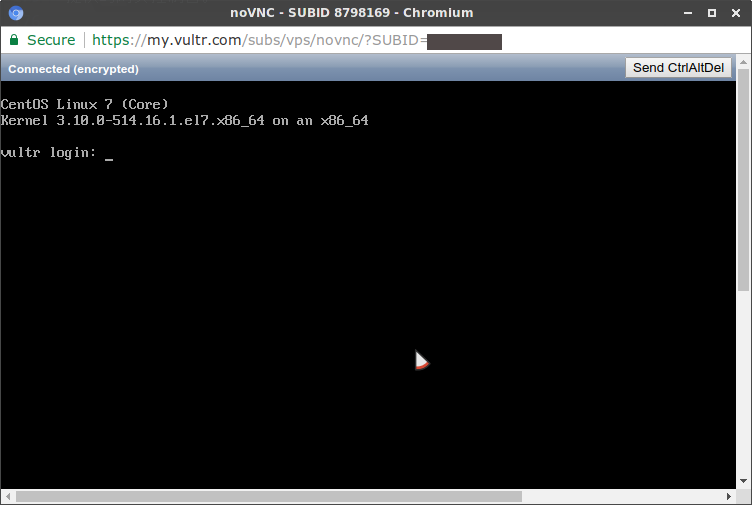 noVNC - SUBID 8798169 - Chromium
Secure https://my.vultr.com/subs/vps/novnc/?SUBID=
Connected (encrypted) Send CtrlAltDel
CentOS Linux 7 (Core)
Kernel 3.10.0-514.16.1.el7.x86_64 on an x86_64
vultr login: _